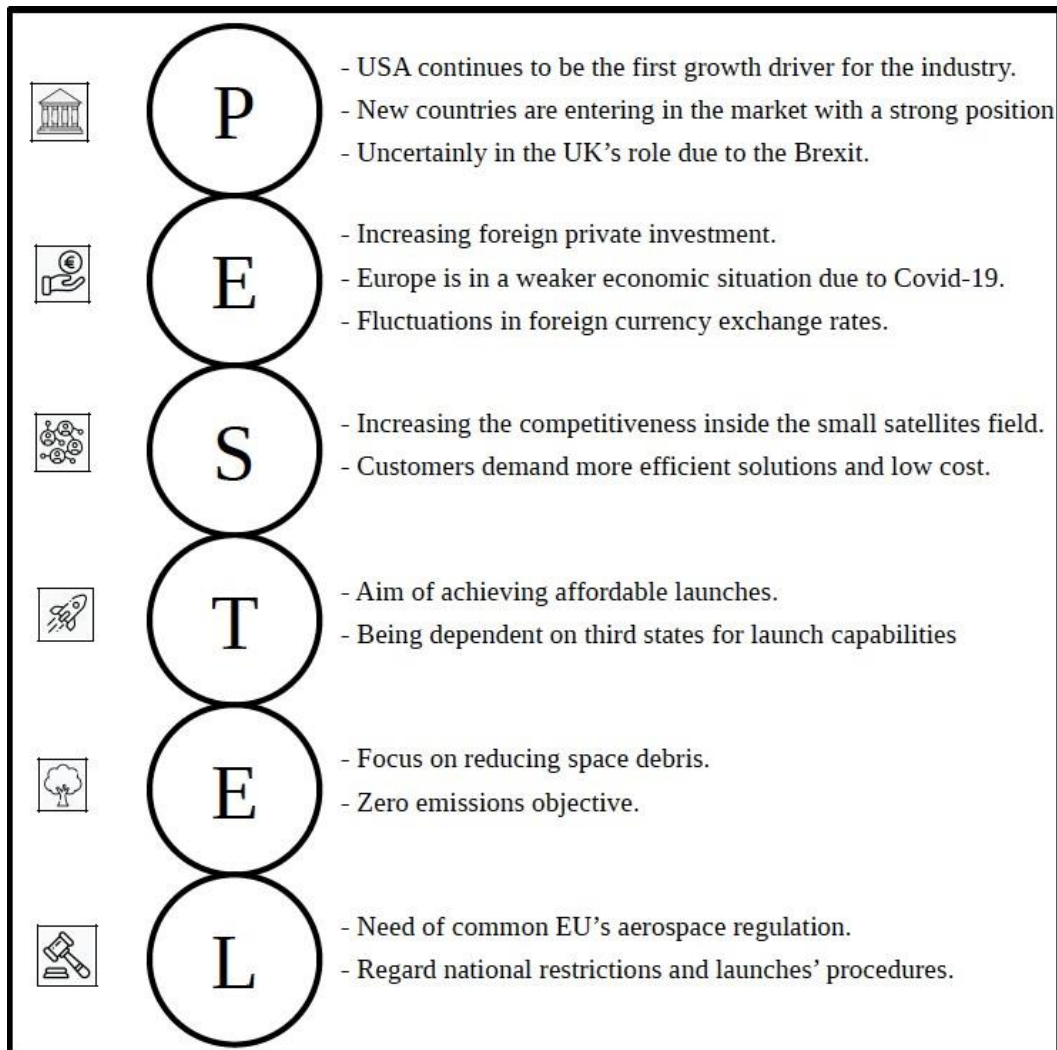 P
- USA continues to be the first growth driver for the industry.
- New countries are entering in the market with a strong position
- Uncertainly in the UK’s role due to the Brexit.
E
€
- Increasing foreign private investment.
- Europe is in a weaker economic situation due to Covid-19.
- Fluctuations in foreign currency exchange rates.
S
- Increasing the competitiveness inside the small satellites field.
- Customers demand more efficient solutions and low cost.
T
- Aim of achieving affordable launches.
- Being dependent on third states for launch capabilities
E
- Focus on reducing space debris.
- Zero emissions objective.
L
- Need of common EU’s aerospace regulation.
- Regard national restrictions and launches’ procedures.